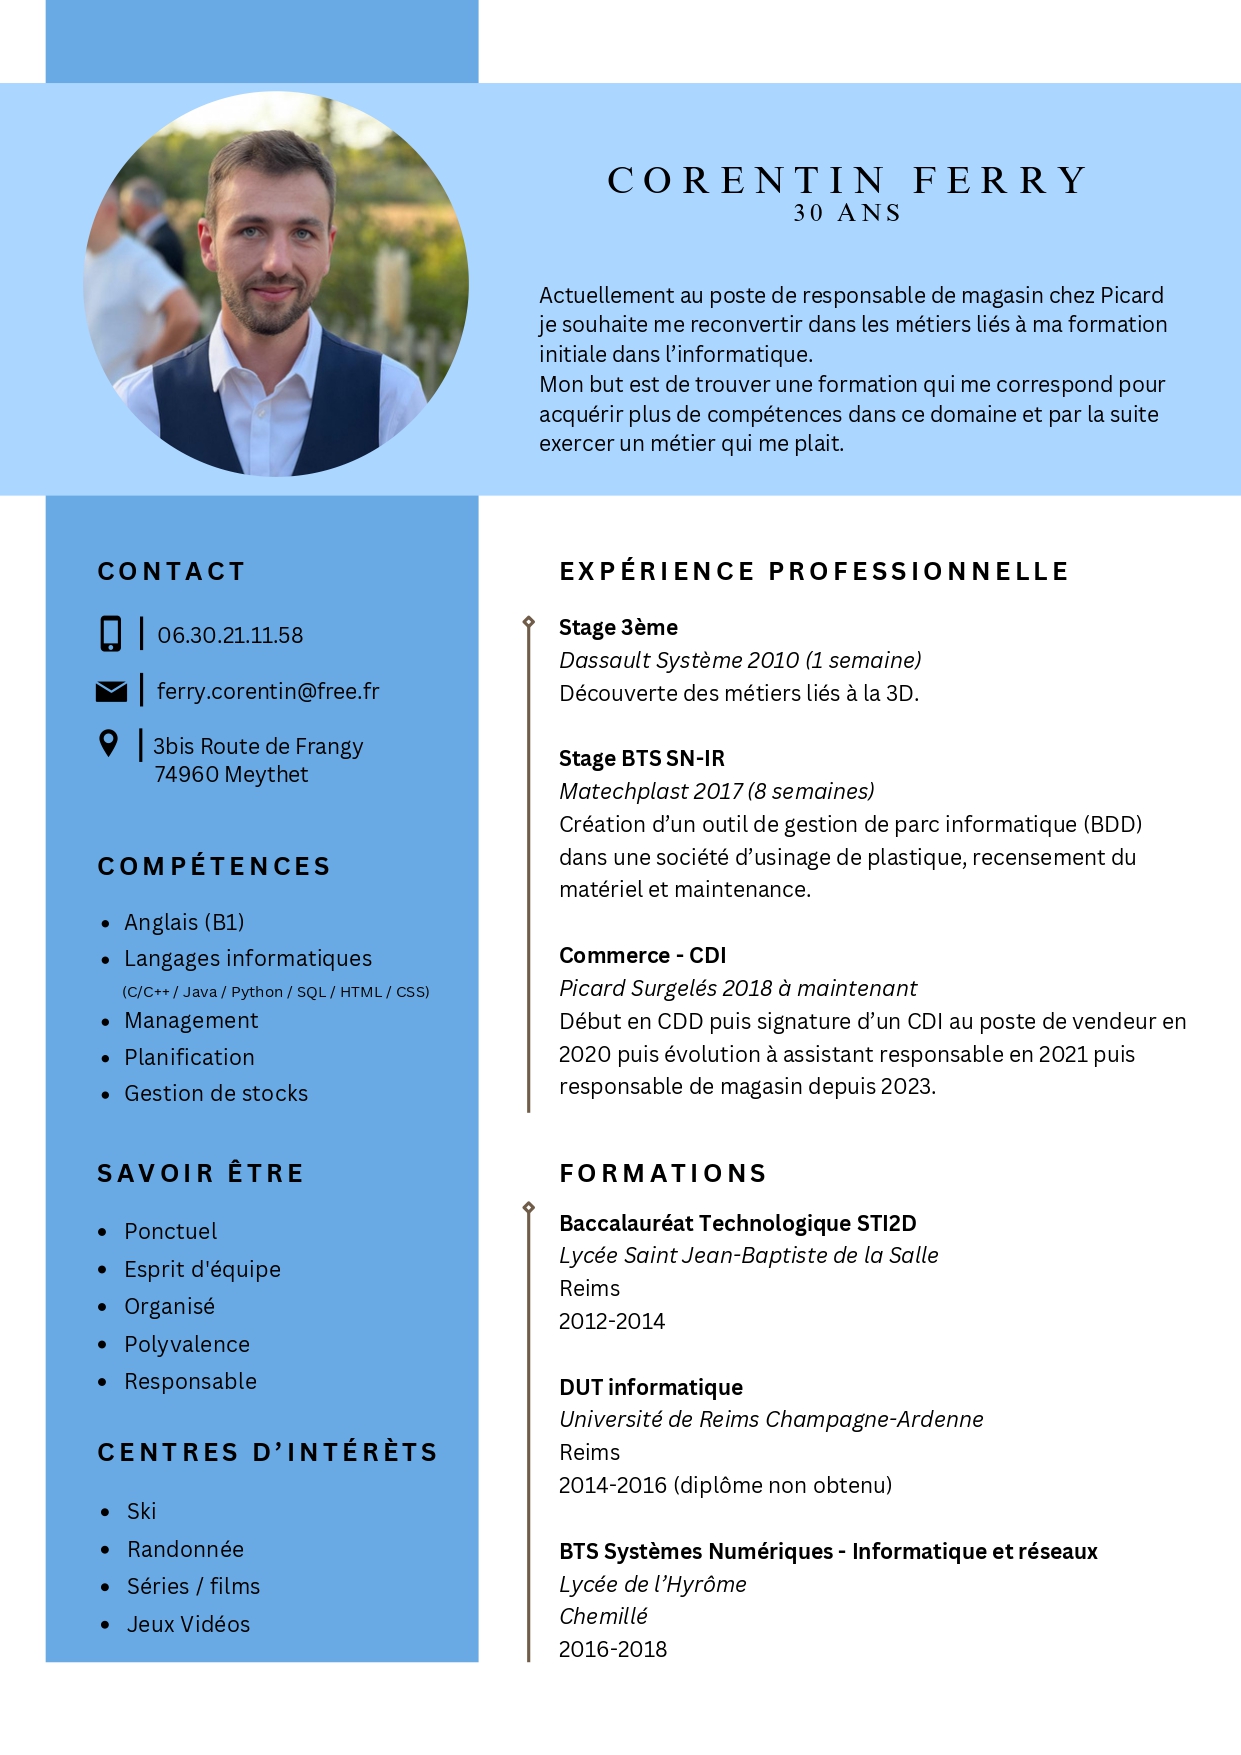 CORENTIN FERRY
30 ANS
Actuellement au poste de responsable de magasin chez Picard
je souhaite me reconvertir dans les métiers liés à ma formation
initiale dans l’informatique.
Mon but est de trouver une formation qui me correspond pour
acquérir plus de compétences dans ce domaine et par la suite
exercer un métier qui me plait.
CONTACT
06.30.21.11.58
ferry.corentin@free.fr
3bis Route de Frangy
74960 Meythet
COMPÉTENCES
• Anglais (B1)
• Langages informatiques
(C/C++ / Java / Python / SQL / HTML / CSS)
• Management
• Planification
• Gestion de stocks
SAVOIR ÊTRE
• Ponctuel
• Esprit d'équipe
• Organisé
• Polyvalence
• Responsable
CENTRES D’INTÉRÈTS
• Ski
• Randonnée
• Séries / films
• Jeux Vidéos
EXPÉRIENCE PROFESSIONNELLE
Stage 3ème
Dassault Système 2010 (1 semaine)
Découverte des métiers liés à la 3D.
Stage BTS SN-IR
Matechplast 2017 (8 semaines)
Création d’un outil de gestion de parc informatique (BDD)
dans une société d’usinage de plastique, recensement du
matériel et maintenance.
Commerce - CDI
Picard Surgelés 2018 à maintenant
Début en CDD puis signature d’un CDI au poste de vendeur en
2020 puis évolution à assistant responsable en 2021 puis
responsable de magasin depuis 2023.
FORMATIONS
Baccalauréat Technologique STI2D
Lycée Saint Jean-Baptiste de la Salle
Reims
2012-2014
DUT informatique
Université de Reims Champagne-Ardenne
Reims
2014-2016 (diplôme non obtenu)
BTS Systèmes Numériques - Informatique et réseaux
Lycée de l’Hyrôme
Chemillé
2016-2018